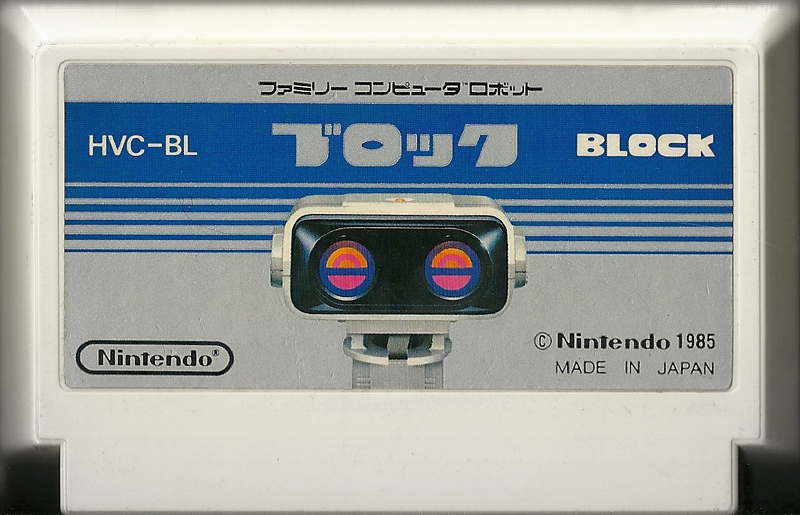 ファミリー コンピュータ ロボット
HVC-BL ブロック BLOCK
Nintendo®
© Nintendo 1985
MADE IN JAPAN